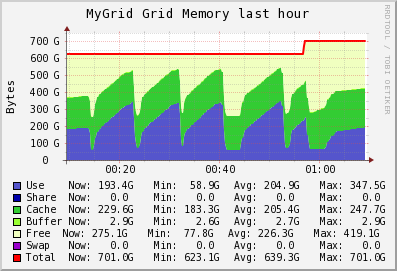 MyGrid Grid Memory last hour
RRDTOOL / TOBI OETIKER
Bytes
700 G
600 G
500 G
400 G
300 G
200 G
100 G
0
00:20 00:40 01:00
Use Now: 193.4G Min: 58.9G Avg: 204.9G Max: 347.5G
Share Now: 0.0 Min: 0.0 Avg: 0.0 Max: 0.0
Cache Now: 229.6G Min: 183.3G Avg: 205.4G Max: 247.7G
Buffer Now: 2.9G Min: 2.6G Avg: 2.7G Max: 2.9G
Free Now: 275.1G Min: 77.8G Avg: 226.3G Max: 419.1G
Swap Now: 0.0 Min: 0.0 Avg: 0.0 Max: 0.0
Total Now: 701.0G Min: 623.1G Avg: 639.3G Max: 701.0G